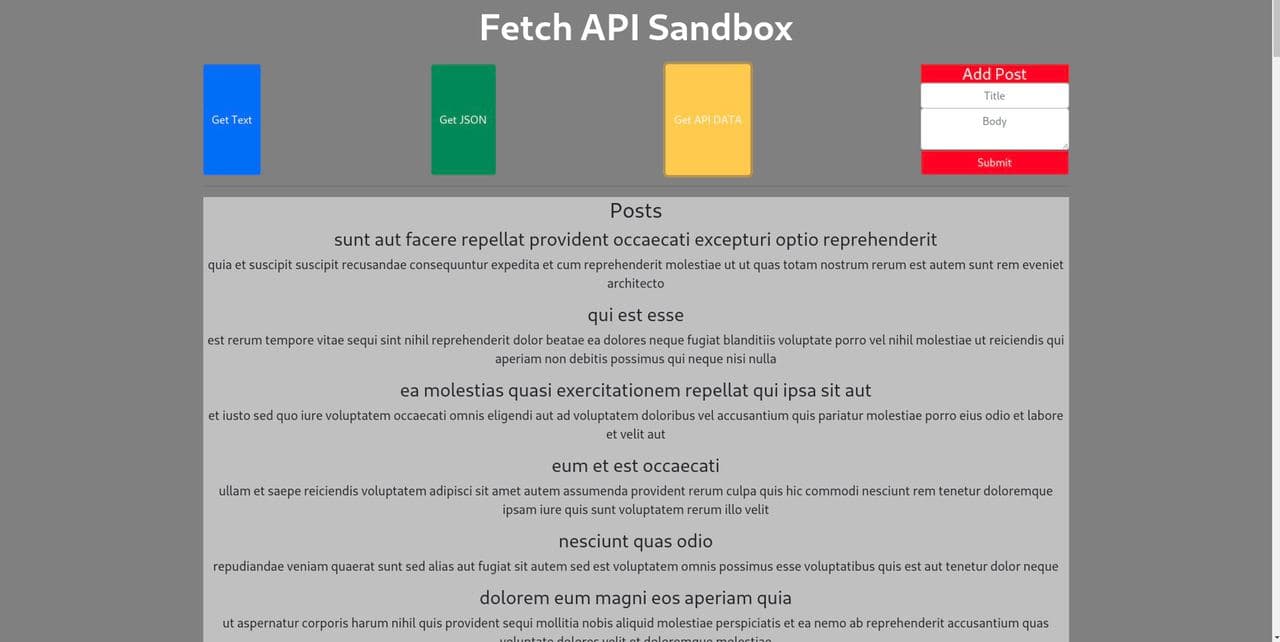 Fetch API Sandbox
Get Text
Get JSON
Get API DATA
Add Post
Title
Body
Submit
Posts
sunt aut facere repellat provident occaecati excepturi optio reprehenderit
quia et suscipit suscipit recusandae consequuntur expedita et cum reprehenderit molestiae ut ut quas totam nostrum rerum est autem sunt rem eveniet
architecto
qui est esse
est rerum tempore vitae sequi sint nihil reprehenderit dolor beatae ea dolores neque fugiat blanditiis voluptate porro vel nihil molestiae ut reiciendis qui
aperiam non debitis possimus qui neque nisi nulla
ea molestias quasi exercitationem repellat qui ipsa sit aut
et iusto sed quo iure voluptatem occaecati omnis eligendi aut ad voluptatem doloribus vel accusantium quis pariatur molestiae porro eius odio et labore
et velit aut
eum et est occaecati
ullam et saepe reiciendis voluptatem adipisci sit amet autem assumenda provident rerum culpa quis hic commodi nesciunt rem tenetur doloremque
ipsam iure quis sunt voluptatem rerum illo velit
nesciunt quas odio
repudiandae veniam quaerat sunt sed alias aut fugiat sit autem sed est voluptatem omnis possimus esse voluptatibus quis est aut tenetur dolor neque
dolorem eum magni eos aperiam quia
ut aspernatur corporis harum nihil quis provident sequi mollitia nobis aliquid molestiae perspiciatis et ea nemo ab reprehenderit accusantium quas
voluptate dolores velit et doloremque molestiae